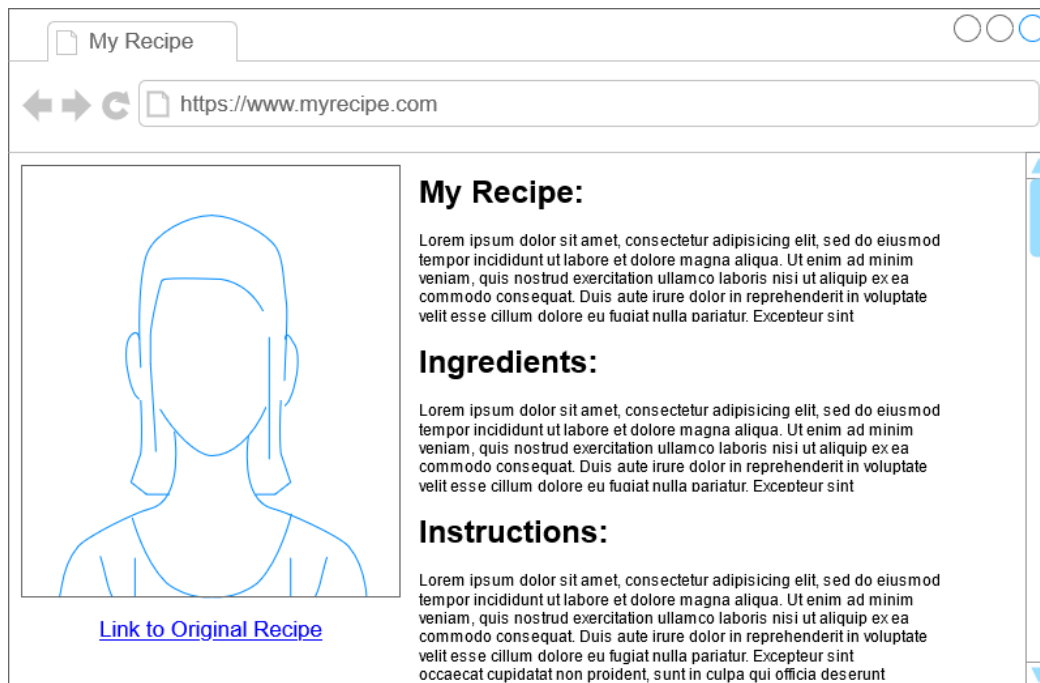 My Recipe
https://www.myrecipe.com
My Recipe:
Lorem ipsum dolor sit amet, consectetur adipisicing elit, sed do eiusmod
tempor incididunt ut labore et dolore magna aliqua. Ut enim ad minim
veniam, quis nostrud exercitation ullamco laboris nisi ut aliquip ex ea
commodo consequat. Duis aute irure dolor in reprehenderit in voluptate
velit esse cillum dolore eu fugiat nulla pariatur. Excepteur sint
Ingredients:
Lorem ipsum dolor sit amet, consectetur adipisicing elit, sed do eiusmod
tempor incididunt ut labore et dolore magna aliqua. Ut enim ad minim
veniam, quis nostrud exercitation ullamco laboris nisi ut aliquip ex ea
commodo consequat. Duis aute irure dolor in reprehenderit in voluptate
velit esse cillum dolore eu fugiat nulla pariatur. Excepteur sint
Instructions:
Lorem ipsum dolor sit amet, consectetur adipisicing elit, sed do eiusmod
tempor incididunt ut labore et dolore magna aliqua. Ut enim ad minim
veniam, quis nostrud exercitation ullamco laboris nisi ut aliquip ex ea
commodo consequat. Duis aute irure dolor in reprehenderit in voluptate
velit esse cillum dolore eu fugiat nulla pariatur. Excepteur sint
occaecat cupidatat non proident, sunt in culpa qui officia deserunt
Link to Original Recipe